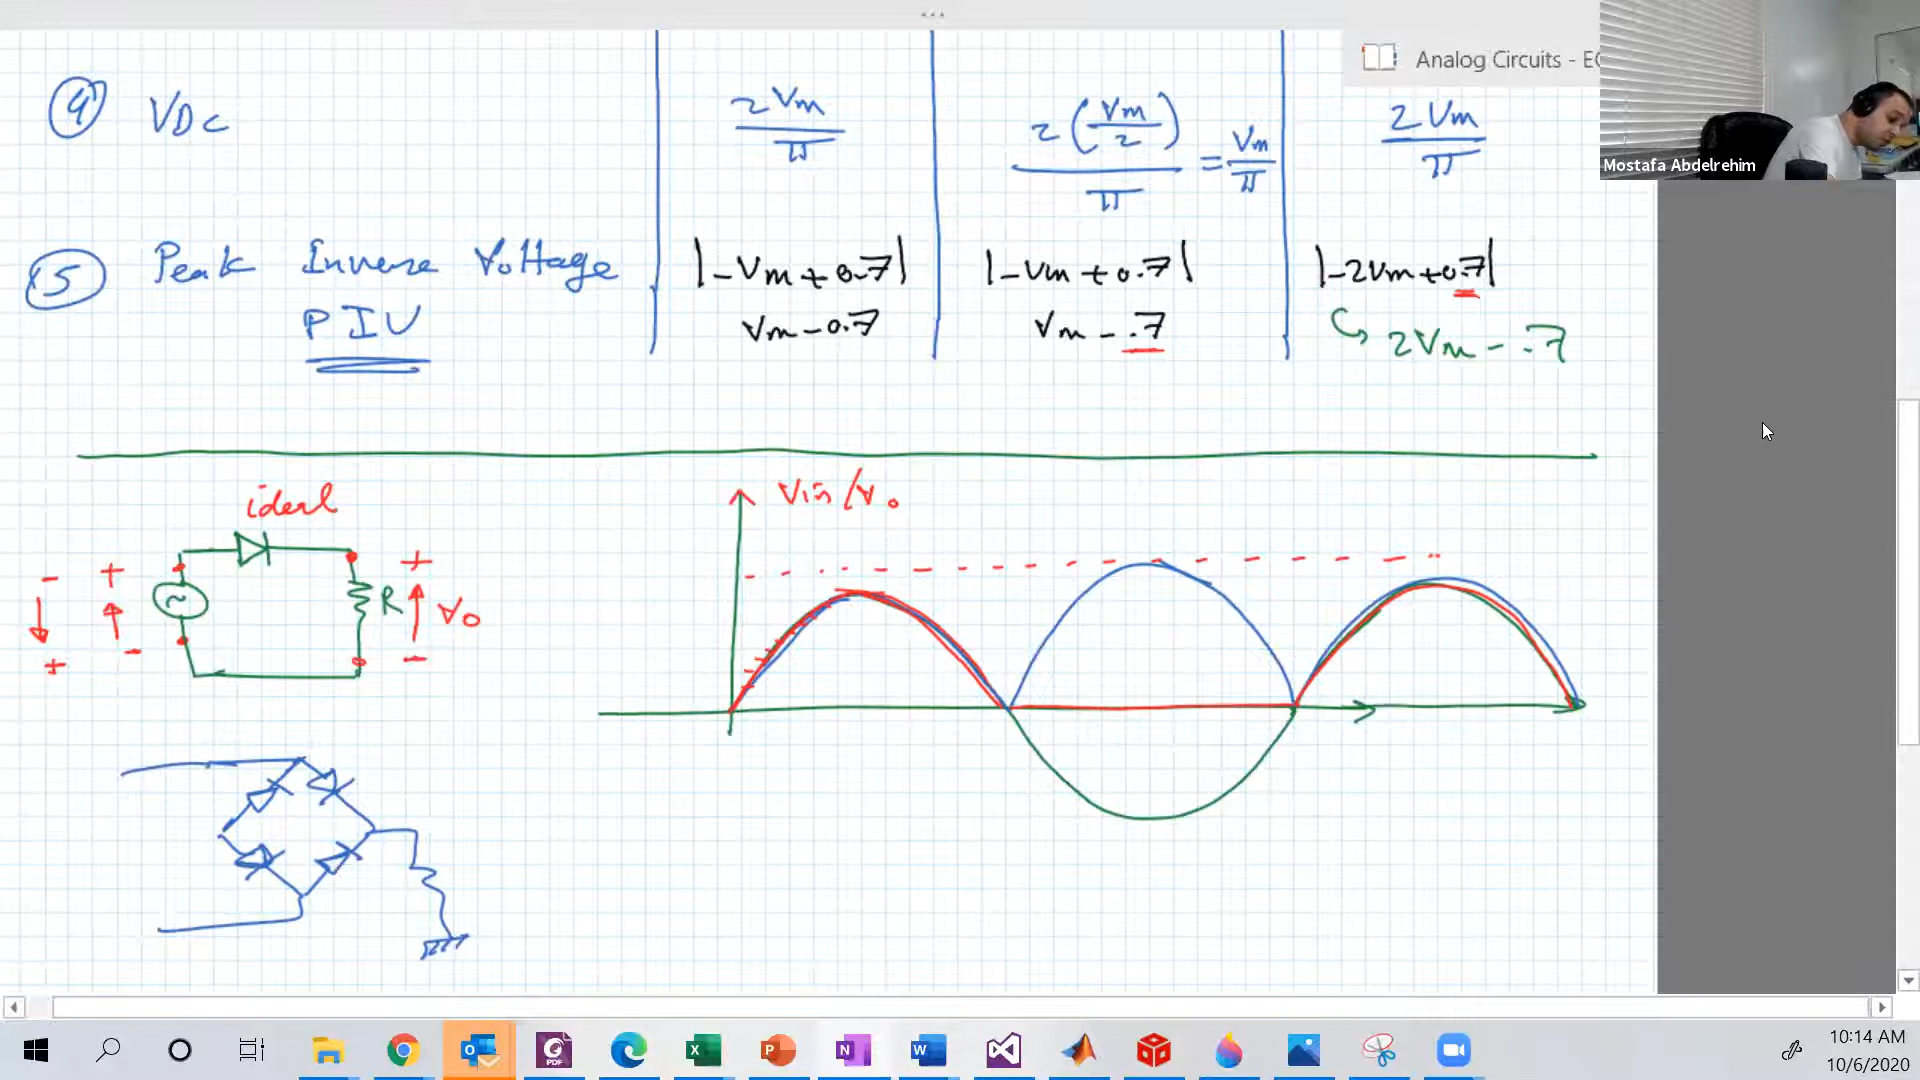 Analog Circuits - EC
Mostafa Abdelrehim
④ VDC
2Vm/π
2(Vm/2)/π = Vm/π
2Vm/π
⑤ Peak Inverse Voltage
PIV
|-Vm+0.7|
Vm-0.7
|-Vm+0.7|
Vm-.7
|-2Vm+0.7|
↳ 2Vm-.7
ideal
- + ~ R + Vo
+ - -
Vin/Vo
10:14 AM
10/6/2020